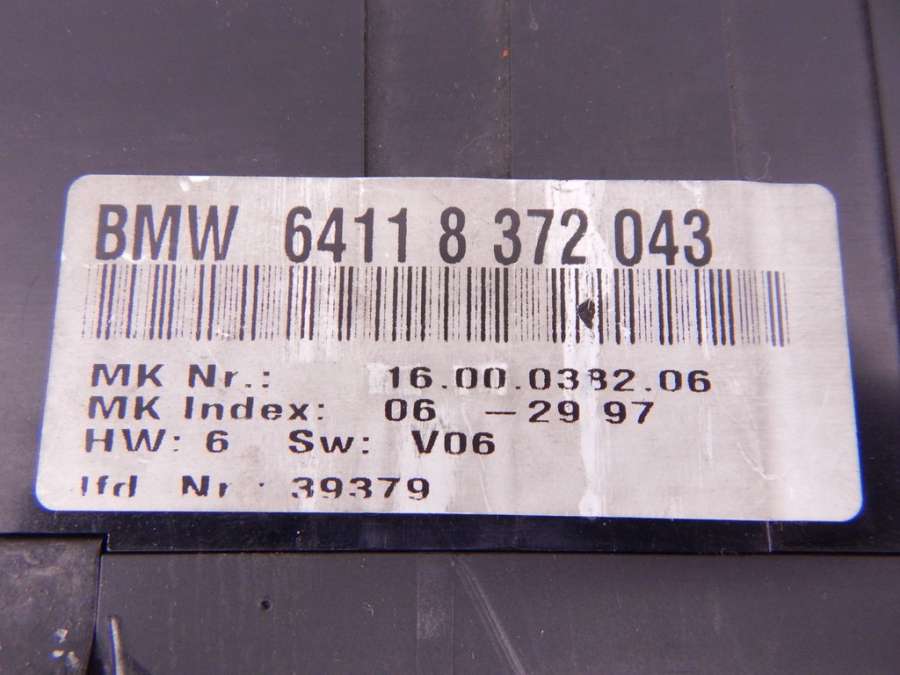 BMW 6411 8 372 043
MK Nr.: 16.00.0382.06
MK Index: 06 -29 97
HW: 6 Sw: V06
lfd Nr.: 39379